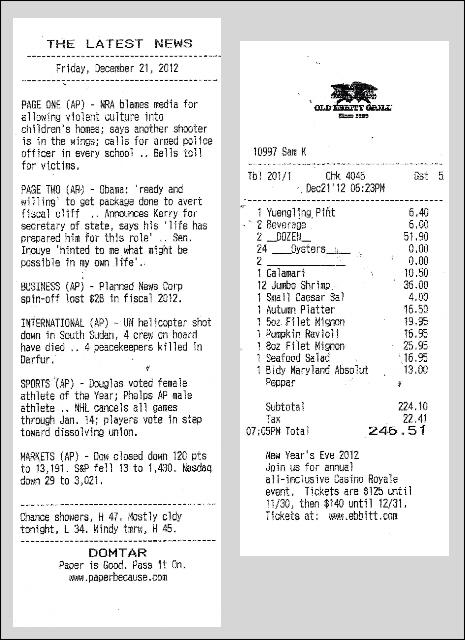 THE LATEST NEWS
Friday, December 21, 2012
PAGE ONE (AP) - NRA blames media for
allowing violent culture into
children's homes; says another shooter
is in the wings; calls for armed police
officer in every school .. Bells toll
for victims.
PAGE TWO (AP) - Obama: 'ready and
willing' to get package done to avert
fiscal cliff .. Announces Kerry for
secretary of state, says his 'life has
prepared him for this role' .. Sen.
Inouye 'hinted to me what might be
possible in my own life'.
BUSINESS (AP) - Planned News Corp
spin-off lost $2B in fiscal 2012.
INTERNATIONAL (AP) - UN helicopter shot
down in South Sudan, 4 crew on board
have died .. 4 peacekeepers killed in
Darfur.
SPORTS (AP) - Douglas voted female
athlete of the Year; Phelps AP male
athlete .. NHL cancels all games
through Jan. 14; players vote in step
toward dissolving union.
MARKETS (AP) - Dow closed down 120 pts
to 13,191. S&P fell 13 to 1,430. Nasdaq
down 29 to 3,021.
Chance showers, H 47. Mostly cldy
tonight, L 34. Windy tmrw, H 45.
DOMTAR
Paper is Good. Pass It On.
www.paperbecause.com
OLD EBBITT GRILL
Since 1856
10997 Sam K
Tbl 201/1 Chk 4046 Gst 5
Dec21'12 05:23PM
1 Yuengling Pint 6.40
2 Beverage 6.00
2 __DOZEN__ 51.90
24 ____Oysters____ 0.00
2 ____________ 0.00
1 Calamari 10.50
12 Jumbo Shrimp 36.00
1 Small Caesar Sal 4.00
1 Autumn Platter 16.50
1 5oz Filet Mignon 19.95
1 Pumpkin Ravioli 16.95
1 8oz Filet Mignon 25.95
1 Seafood Salad 16.95
1 Bldy Maryland Absolut 13.00
Peppar
Subtotal 224.10
Tax 22.41
07:05PM Total 246.51
New Year's Eve 2012
Join us for annual
all-inclusive Casino Royale
event. Tickets are $125 until
11/30, then $140 until 12/31.
Tickets at: www.ebbitt.com